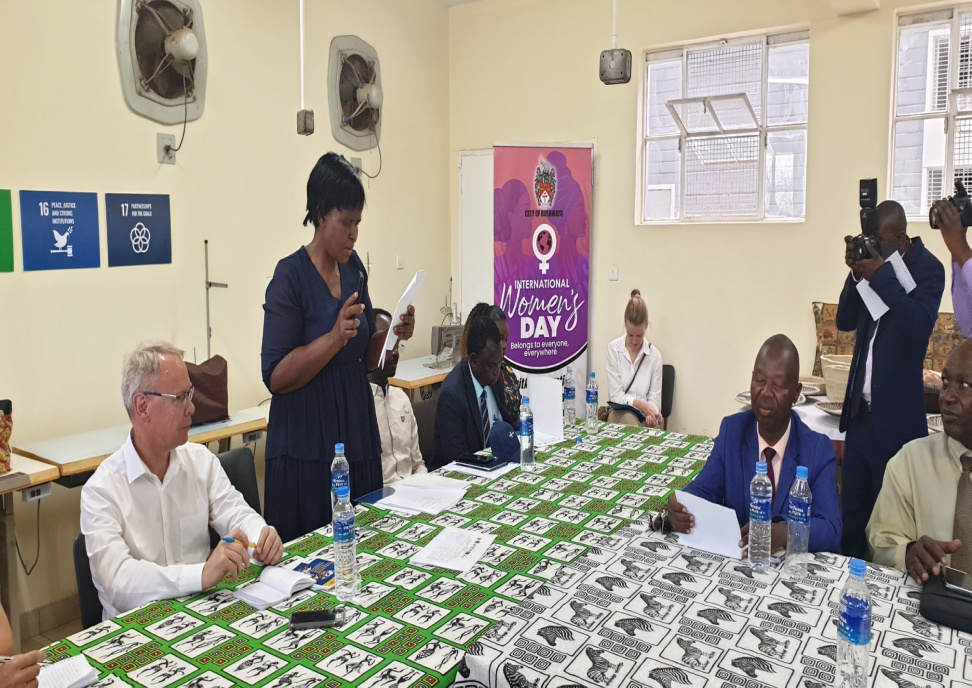 16 PEACE, JUSTICE
AND STRONG
INSTITUTIONS
17 PARTNERSHIPS
FOR THE GOALS
CITY OF BULAWAYO
INTERNATIONAL
Women's
DAY
Belongs to everyone,
everywhere